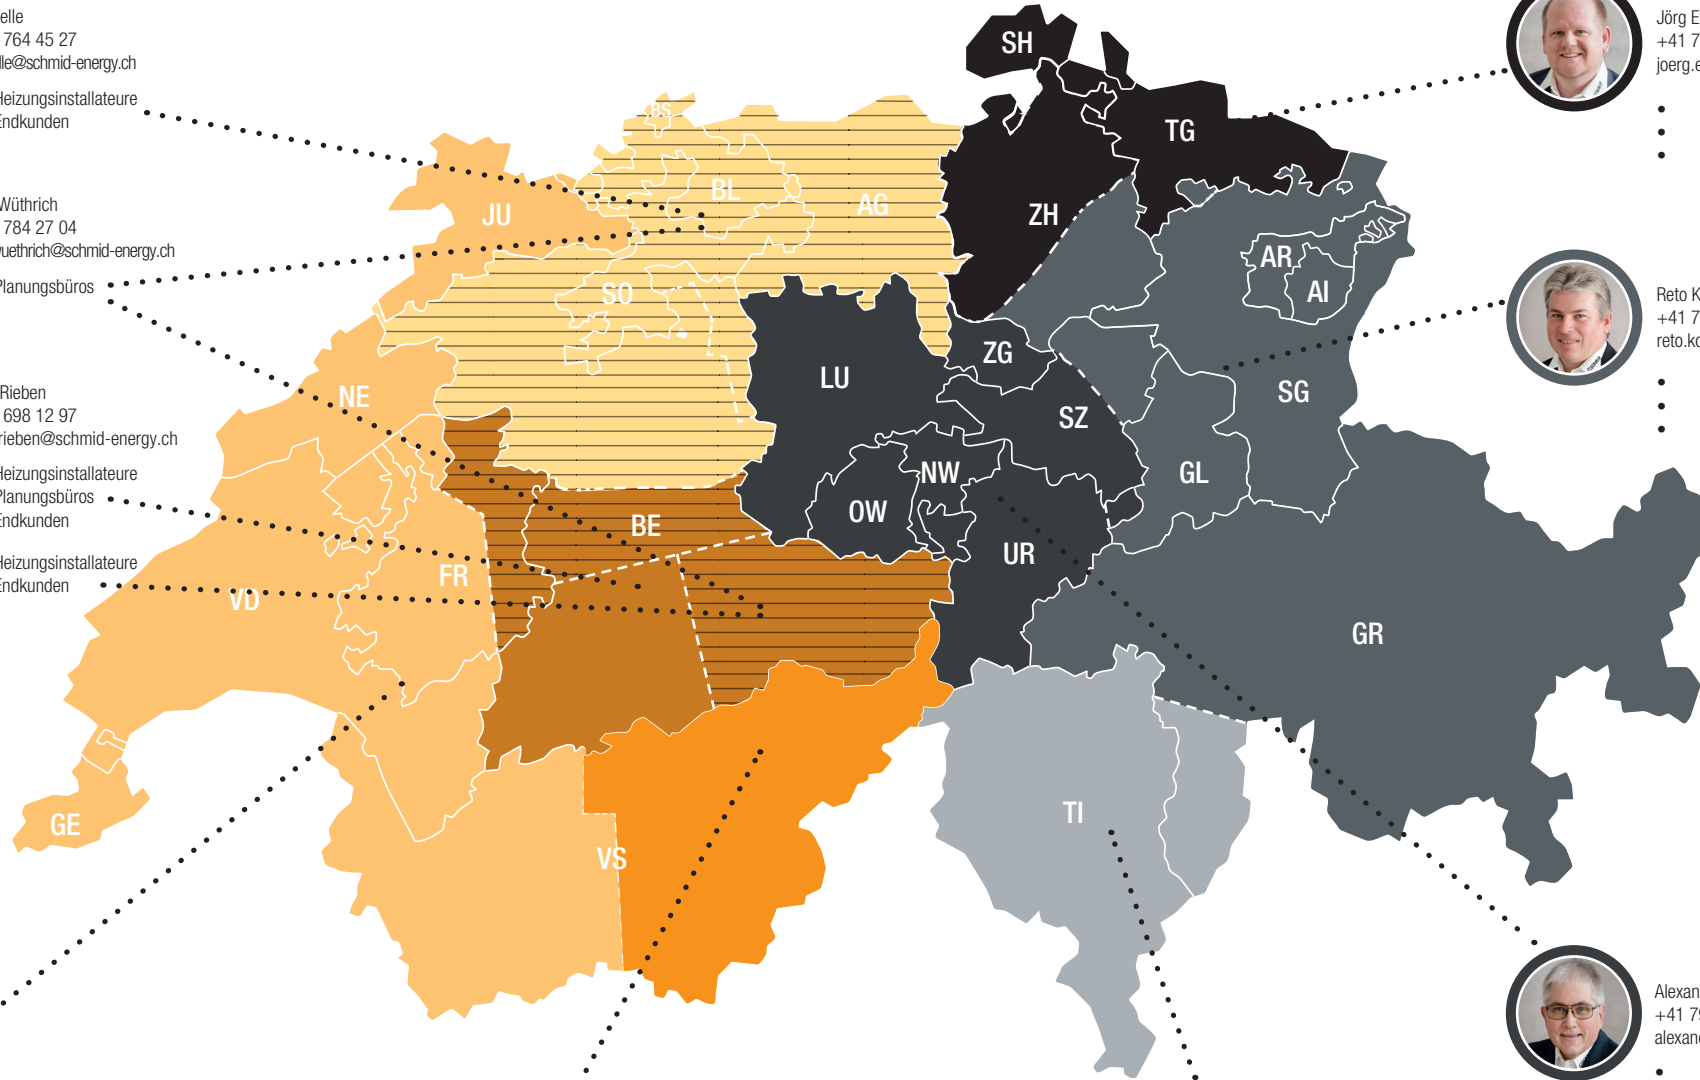 elle
764 45 27
lle@schmid-energy.ch
Heizungsinstallateure
Endkunden
Wüthrich
784 27 04
wuethrich@schmid-energy.ch
Planungsbüros
Rieben
698 12 97
rieben@schmid-energy.ch
Heizungsinstallateure
Planungsbüros
Endkunden
Heizungsinstallateure
Endkunden
SH
BS
TG
BL
AG
JU
ZH
AR
AI
SO
ZG
LU
NE
SG
SZ
NW
GL
OW
BE
UR
FR
VD
GR
TI
GE
VS
Jörg E
+41 7
joerg.e
Reto K
+41 7
reto.ko
Alexan
+41 79
alexan